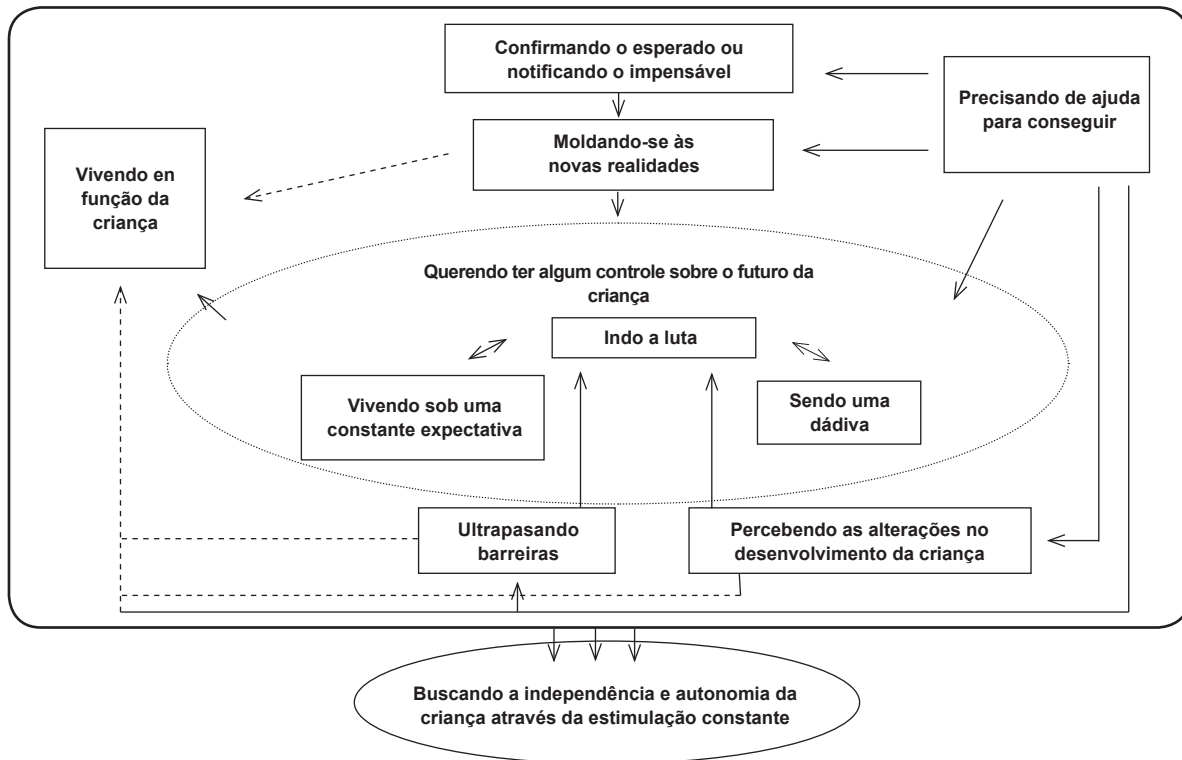 Confirmando o esperado ou
notificando o impensável
Precisando de ajuda
para conseguir
Moldando-se às
novas realidades
Vivendo en
função da
criança
Querendo ter algum controle sobre o futuro da
criança
Indo a luta
Vivendo sob uma
constante expectativa
Sendo uma
dádiva
Ultrapasando
barreiras
Percebendo as alterações no
desenvolvimento da criança
Buscando a independência e autonomia da
criança através da estimulação constante